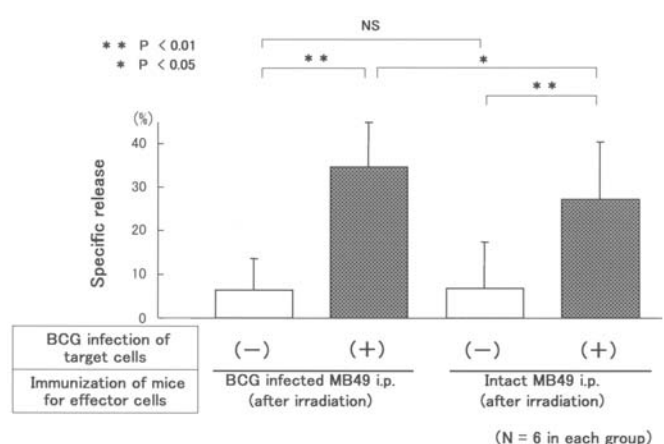 NS
** P < 0.01
* P < 0.05
**
*
**
(%)
40
30
20
10
0
Specific release
BCG infection of
target cells
(−) (+) (−) (+)
Immunization of mice
for effector cells
BCG infected MB49 i.p.
(after irradiation)
Intact MB49 i.p.
(after irradiation)
(N = 6 in each group)